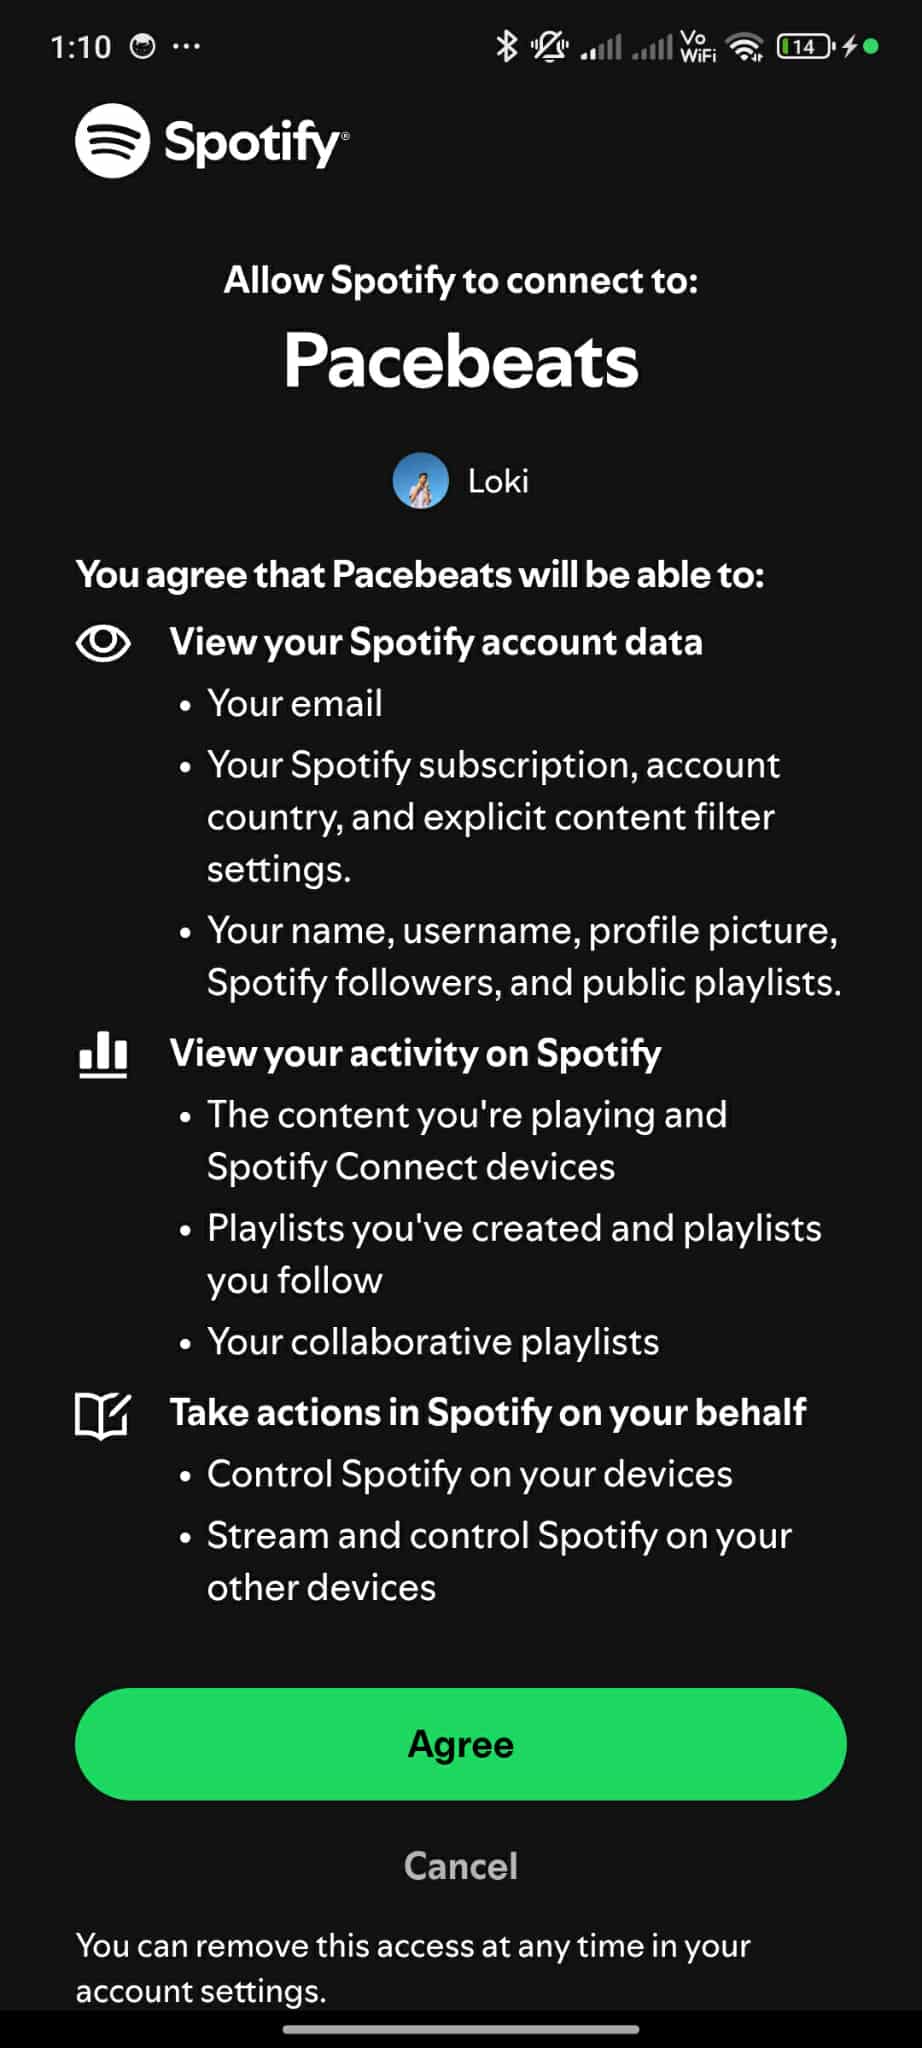 1:10 ...
Vo
WiFi
14
Spotify®
Allow Spotify to connect to:
Pacebeats
Loki
You agree that Pacebeats will be able to:
View your Spotify account data
• Your email
• Your Spotify subscription, account
country, and explicit content filter
settings.
• Your name, username, profile picture,
Spotify followers, and public playlists.
View your activity on Spotify
• The content you're playing and
Spotify Connect devices
• Playlists you've created and playlists
you follow
• Your collaborative playlists
Take actions in Spotify on your behalf
• Control Spotify on your devices
• Stream and control Spotify on your
other devices
Agree
Cancel
You can remove this access at any time in your
account settings.